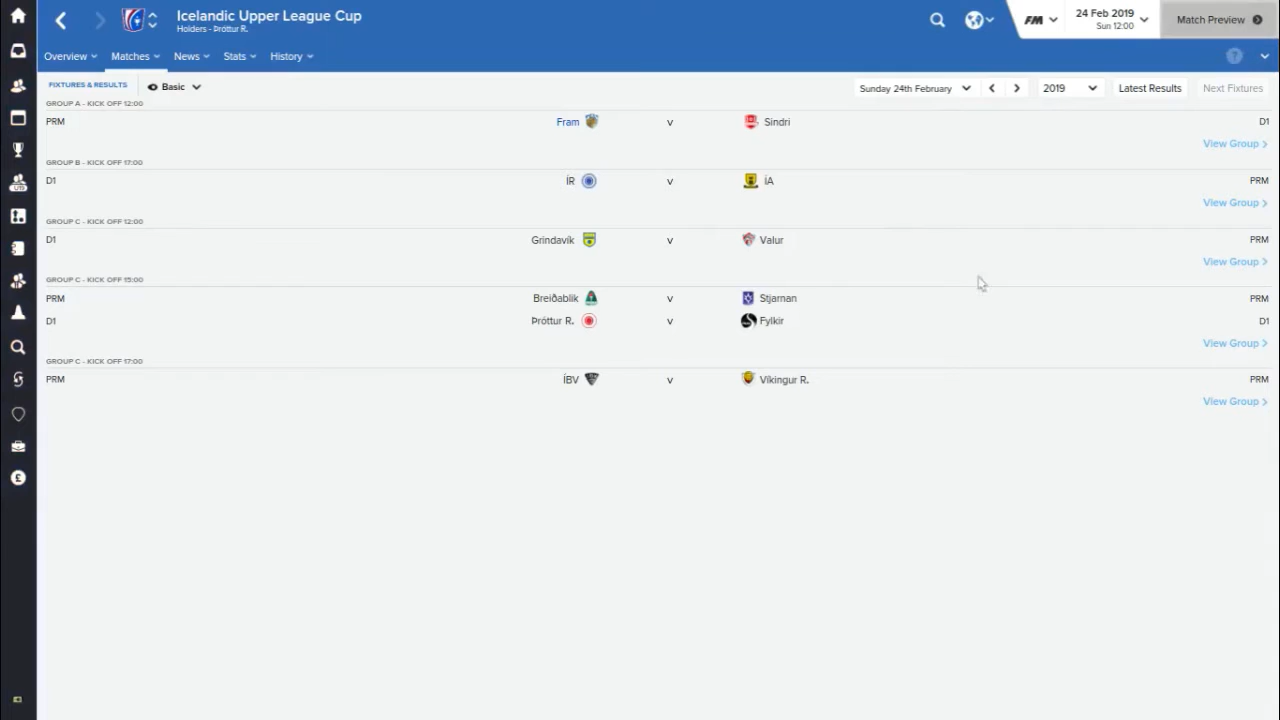 Icelandic Upper League Cup
Holders - Þróttur R.
FM
24 Feb 2019
Sun 12:00
Match Preview
Overview
Matches
News
Stats
History
?
FIXTURES & RESULTS
Basic
Sunday 24th February
2019
Latest Results
Next Fixtures
GROUP A - KICK OFF 12:00
PRM Fram v Sindri D1
View Group >
GROUP B - KICK OFF 17:00
D1 ÍR v ÍA PRM
View Group >
GROUP C - KICK OFF 12:00
D1 Grindavík v Valur PRM
View Group >
GROUP C - KICK OFF 15:00
PRM Breiðablik v Stjarnan PRM
D1 Þróttur R. v Fylkir D1
View Group >
GROUP C - KICK OFF 17:00
PRM ÍBV v Víkingur R. PRM
View Group >